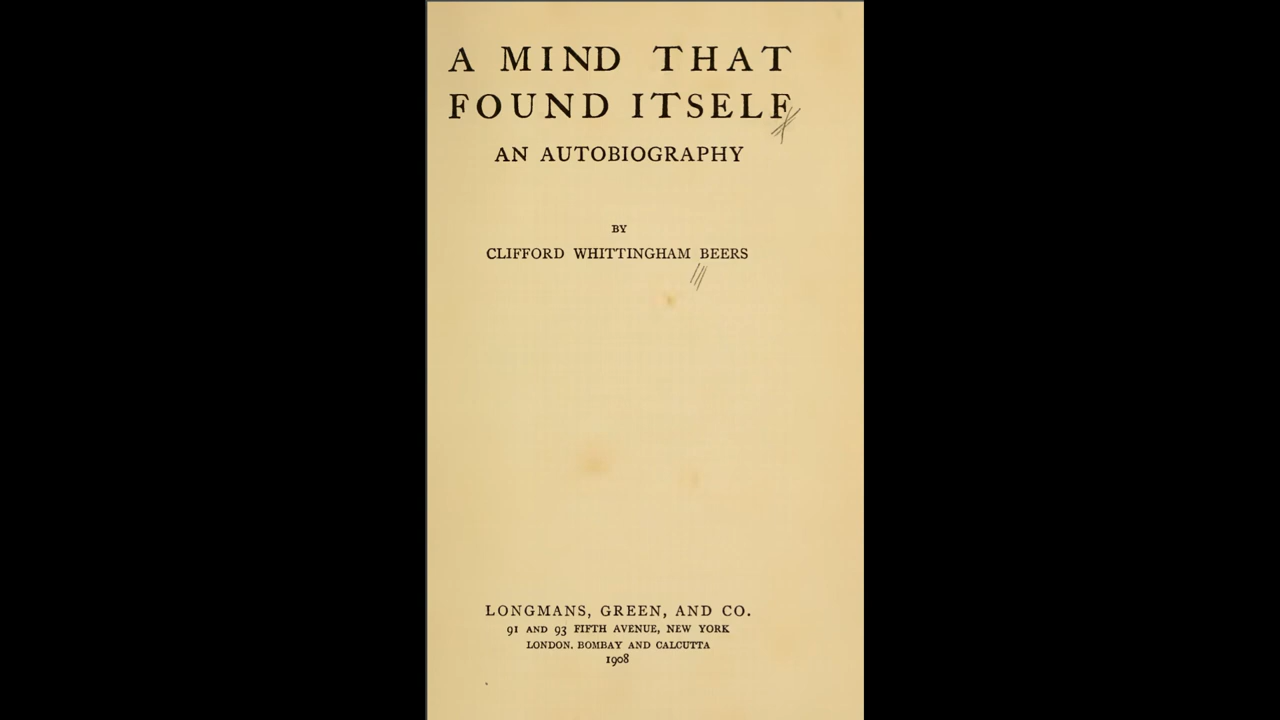 A MIND THAT
FOUND ITSELF
AN AUTOBIOGRAPHY
BY
CLIFFORD WHITTINGHAM BEERS
LONGMANS, GREEN, AND CO.
91 AND 93 FIFTH AVENUE, NEW YORK
LONDON. BOMBAY AND CALCUTTA
1908